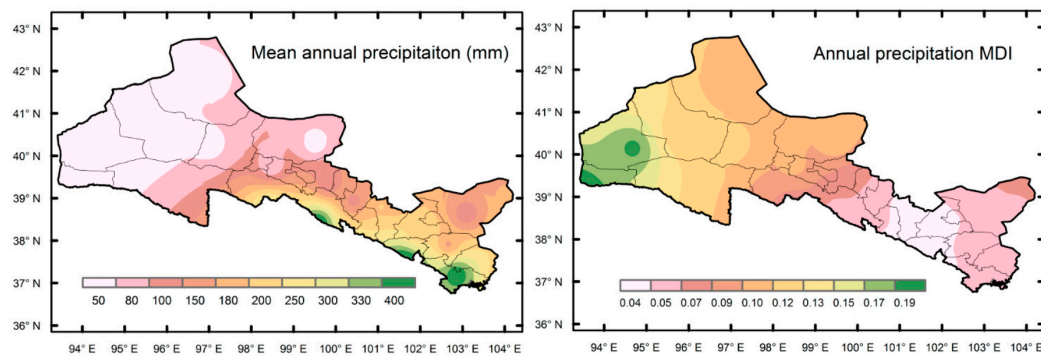 43° N
42° N
41° N
40° N
39° N
38° N
37° N
36° N
Mean annual precipitaiton (mm)
50 80 100 150 180 200 250 300 330 400
94° E 95° E 96° E 97° E 98° E 99° E 100° E 101° E 102° E 103° E 104° E
43° N
42° N
41° N
40° N
39° N
38° N
37° N
36° N
Annual precipitation MDI
0.04 0.05 0.07 0.09 0.10 0.12 0.13 0.15 0.17 0.19
94° E 95° E 96° E 97° E 98° E 99° E 100° E 101° E 102° E 103° E 104° E